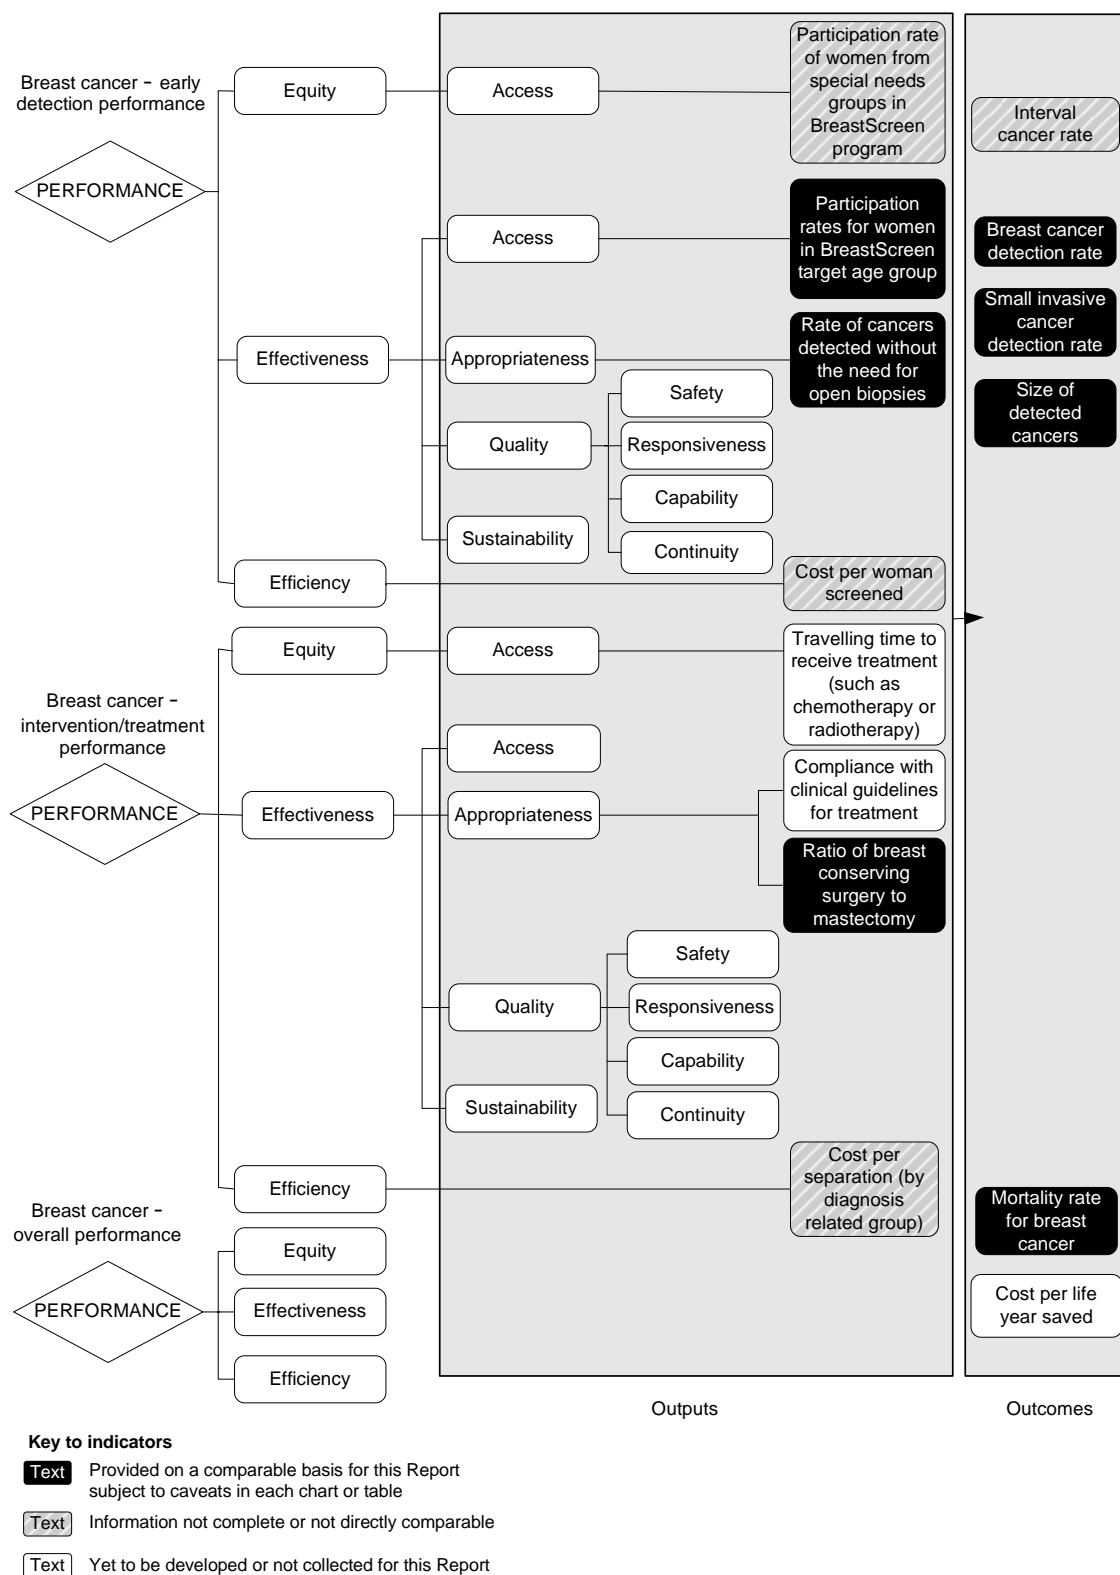 Breast cancer – early
detection performance
PERFORMANCE
Equity
Access
Participation rate
of women from
special needs
groups in
BreastScreen
program
Interval
cancer rate
Access
Participation
rates for women
in BreastScreen
target age group
Breast cancer
detection rate
Small invasive
cancer
detection rate
Effectiveness
Appropriateness
Rate of cancers
detected without
the need for
open biopsies
Size of
detected
cancers
Quality
Safety
Responsiveness
Capability
Continuity
Sustainability
Efficiency
Cost per woman
screened
Breast cancer –
intervention/treatment
performance
PERFORMANCE
Equity
Access
Travelling time to
receive treatment
(such as
chemotherapy or
radiotherapy)
Effectiveness
Access
Appropriateness
Compliance with
clinical guidelines
for treatment
Ratio of breast
conserving
surgery to
mastectomy
Quality
Safety
Responsiveness
Capability
Continuity
Sustainability
Efficiency
Cost per
separation (by
diagnosis
related group)
Breast cancer –
overall performance
PERFORMANCE
Equity
Effectiveness
Efficiency
Mortality rate
for breast
cancer
Cost per life
year saved
Outputs
Outcomes
Key to indicators
Text Provided on a comparable basis for this Report
subject to caveats in each chart or table
Text Information not complete or not directly comparable
Text Yet to be developed or not collected for this Report